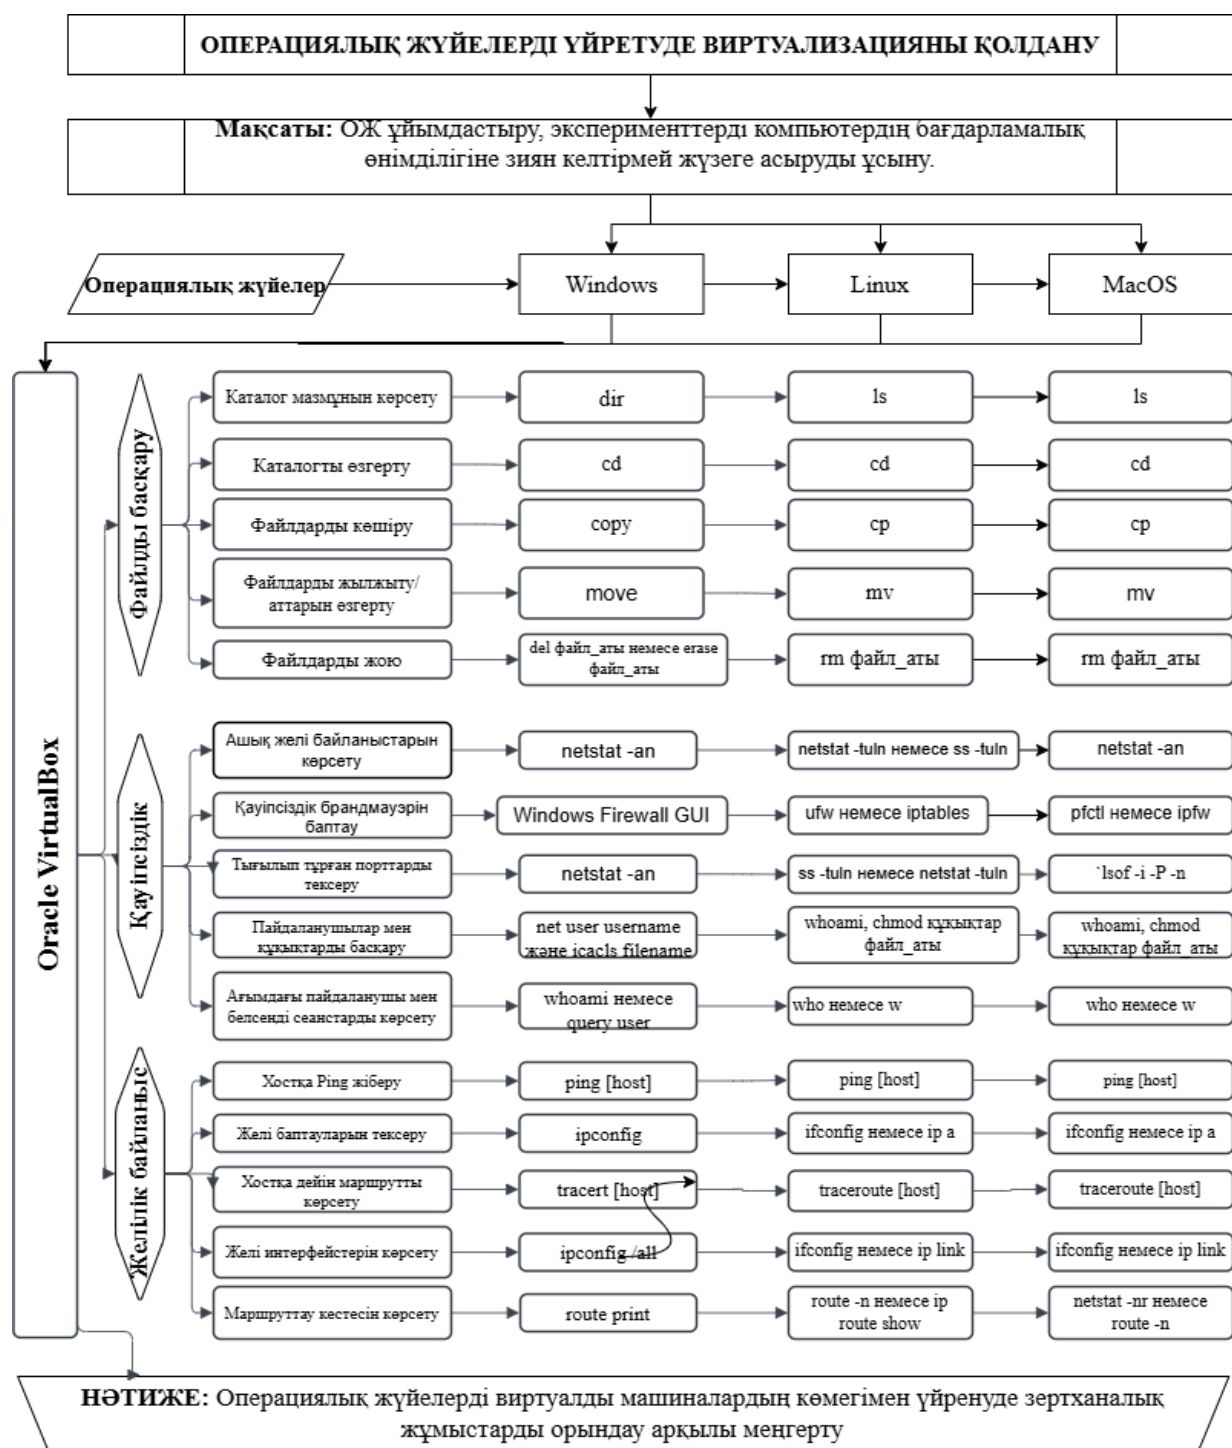 ОПЕРАЦИЯЛЫҚ ЖҮЙЕЛЕРДІ ҮЙРЕТУДЕ ВИРТУАЛИЗАЦИЯНЫ ҚОЛДАНУ
Мақсаты: ОЖ ұйымдастыру, эксперименттерді компьютердің бағдарламалық
өнімділігіне зиян келтірмей жүзеге асыруды ұсыну.
Операциялық жүйелер
Windows
Linux
MacOS
Oracle VirtualBox
Файлды басқару
Каталог мазмұнын көрсету
dir
ls
ls
Каталогты өзгерту
cd
cd
cd
Файлдарды көшіру
copy
cp
cp
Файлдарды жылжыту/
аттарын өзгерту
move
mv
mv
Файлдарды жою
del файл_аты немесе erase
файл_аты
rm файл_аты
rm файл_аты
Қауіпсіздік
Ашық желі байланыстарын
көрсету
netstat -an
netstat -tuln немесе ss -tuln
netstat -an
Қауіпсіздік брандмауэрін
баптау
Windows Firewall GUI
ufw немесе iptables
pfctl немесе ipfw
Тығылып тұрған порттарды
тексеру
netstat -an
ss -tuln немесе netstat -tuln
`lsof -i -P -n
Пайдаланушылар мен
құқықтарды басқару
net user username
және icacls filename
whoami, chmod құқықтар
файл_аты
whoami, chmod
құқықтар файл_аты
Ағымдағы пайдаланушы мен
белсенді сеанстарды көрсету
whoami немесе
query user
who немесе w
who немесе w
Желілік байланыс
Хостқа Ping жіберу
ping [host]
ping [host]
ping [host]
Желі баптауларын тексеру
ipconfig
ifconfig немесе ip a
ifconfig немесе ip a
Хостқа дейін маршрутты
көрсету
tracert [host]
traceroute [host]
traceroute [host]
Желі интерфейстерін көрсету
ipconfig /all
ifconfig немесе ip link
ifconfig немесе ip link
Маршруттау кестесін көрсету
route print
route -n немесе ip
route show
netstat -nr немесе
route -n
НӘТИЖЕ: Операциялық жүйелерді виртуалды машиналардың көмегімен үйренуде зертханалық
жұмыстарды орындау арқылы меңгерту